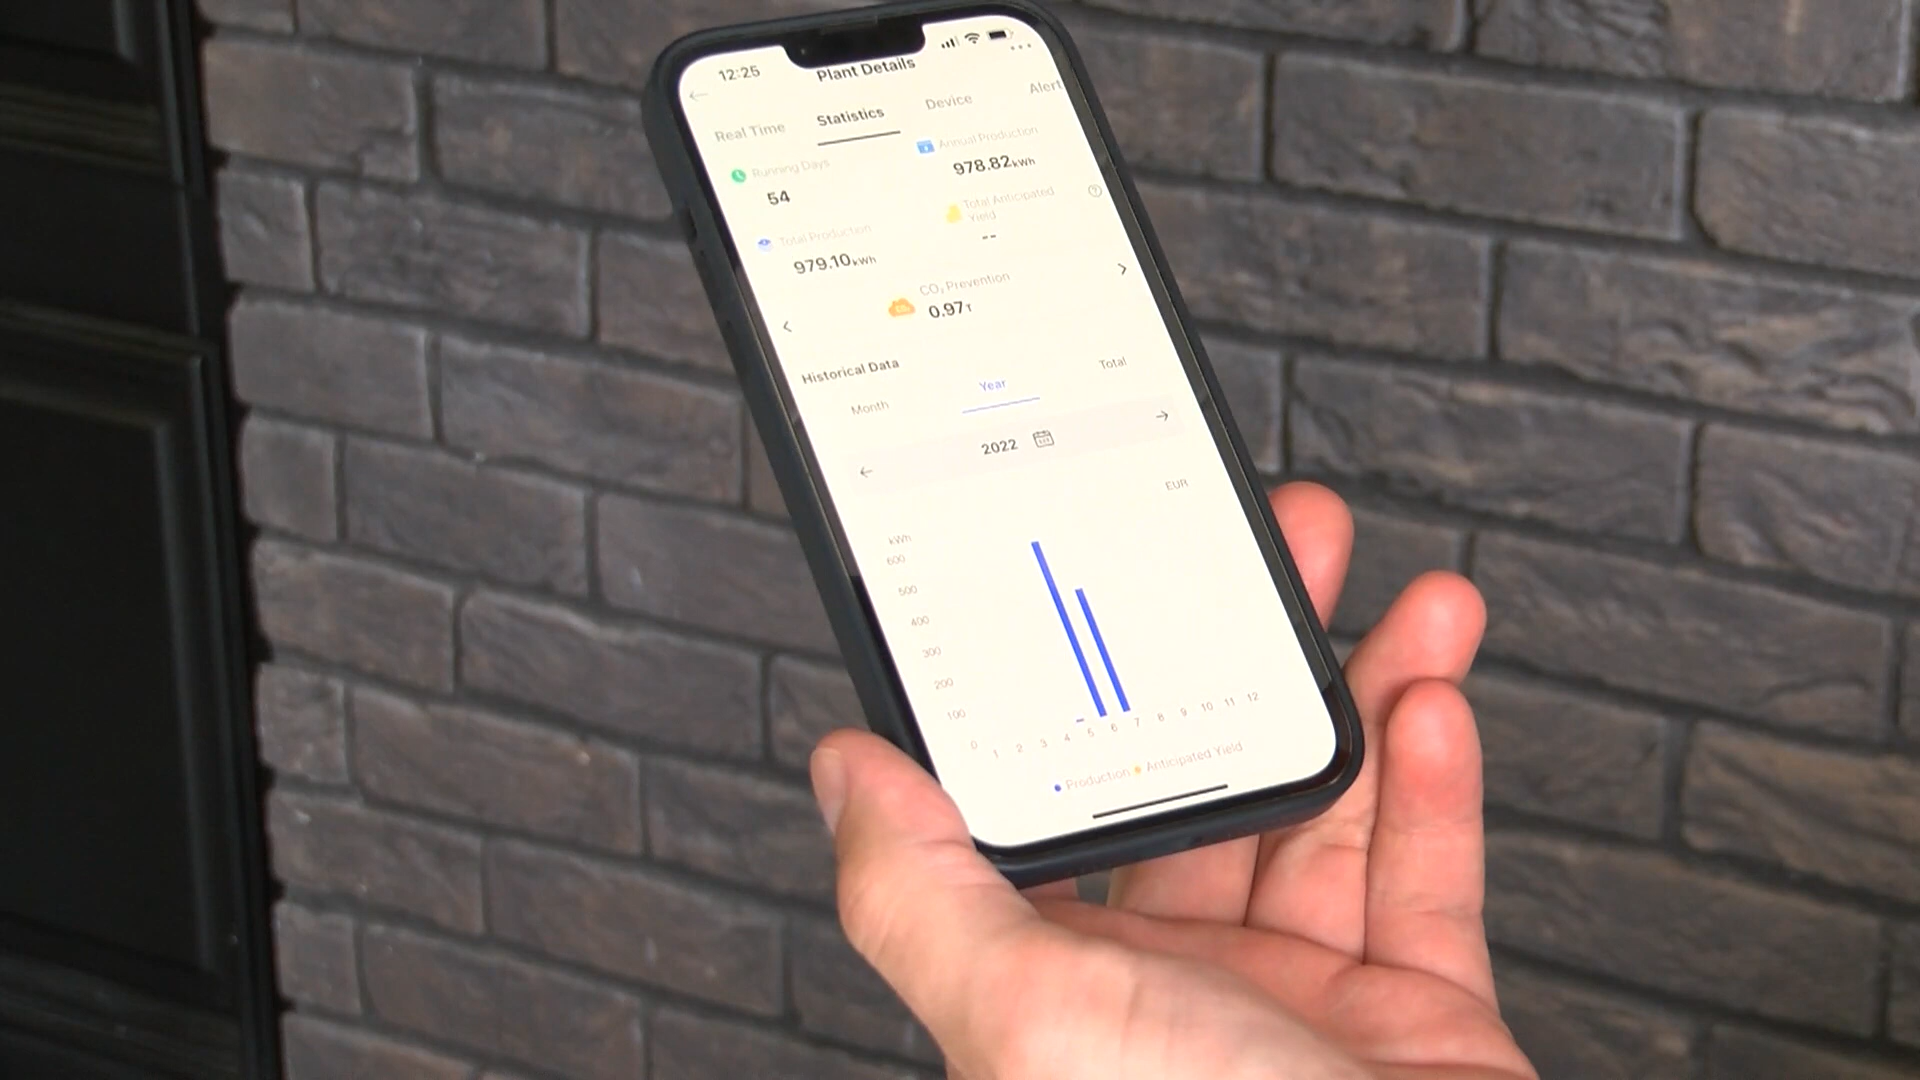 12:25
Plant Details
Real Time
Statistics
Device
Alert
Running Days
54
Annual Production
978.82kWh
Total Production
979.10kWh
Total Anticipated
Yield
--
CO₂ Prevention
0.97T
Historical Data
Month
Year
Total
2022
EUR
kWh
600
500
400
300
200
100
0
1 2 3 4 5 6 7 8 9 10 11 12
Production Anticipated Yield